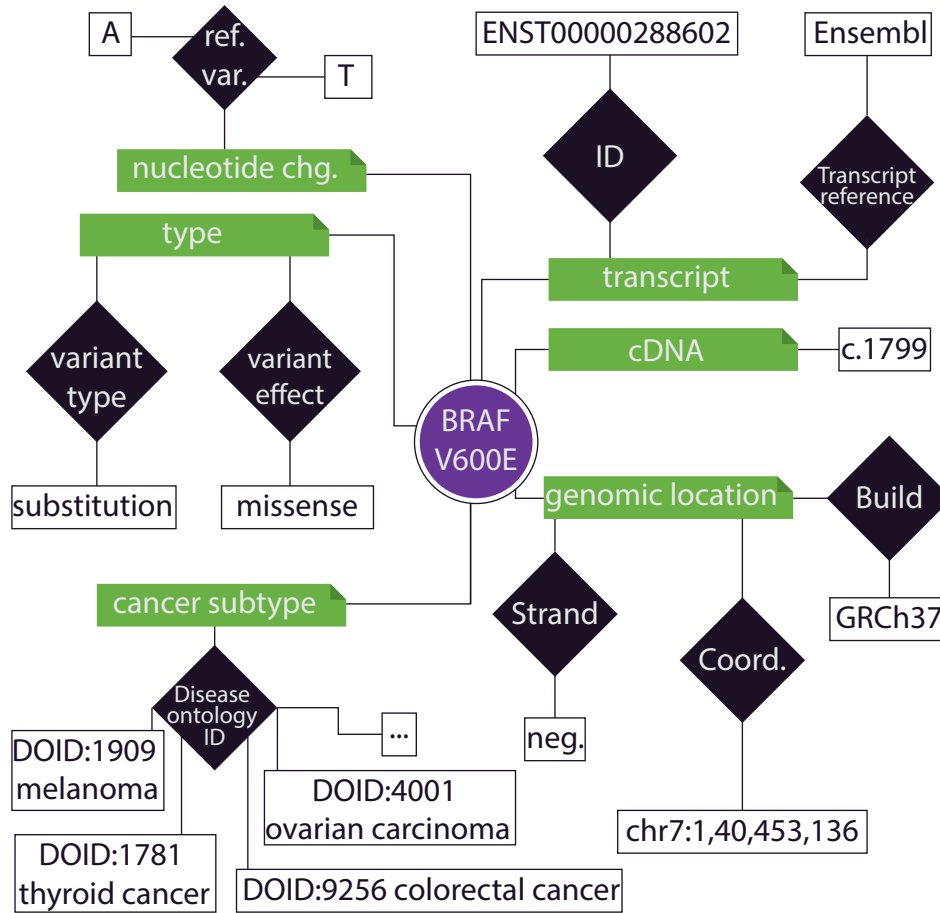 A
ref.
var.
T
nucleotide chg.
type
variant
type
variant
effect
substitution
missense
ENST00000288602
Ensembl
ID
Transcript
reference
transcript
cDNA
c.1799
BRAF
V600E
genomic location
Build
GRCh37
Strand
neg.
Coord.
chr7:1,40,453,136
cancer subtype
Disease
ontology
ID
...
DOID:1909
melanoma
DOID:4001
ovarian carcinoma
DOID:1781
thyroid cancer
DOID:9256 colorectal cancer